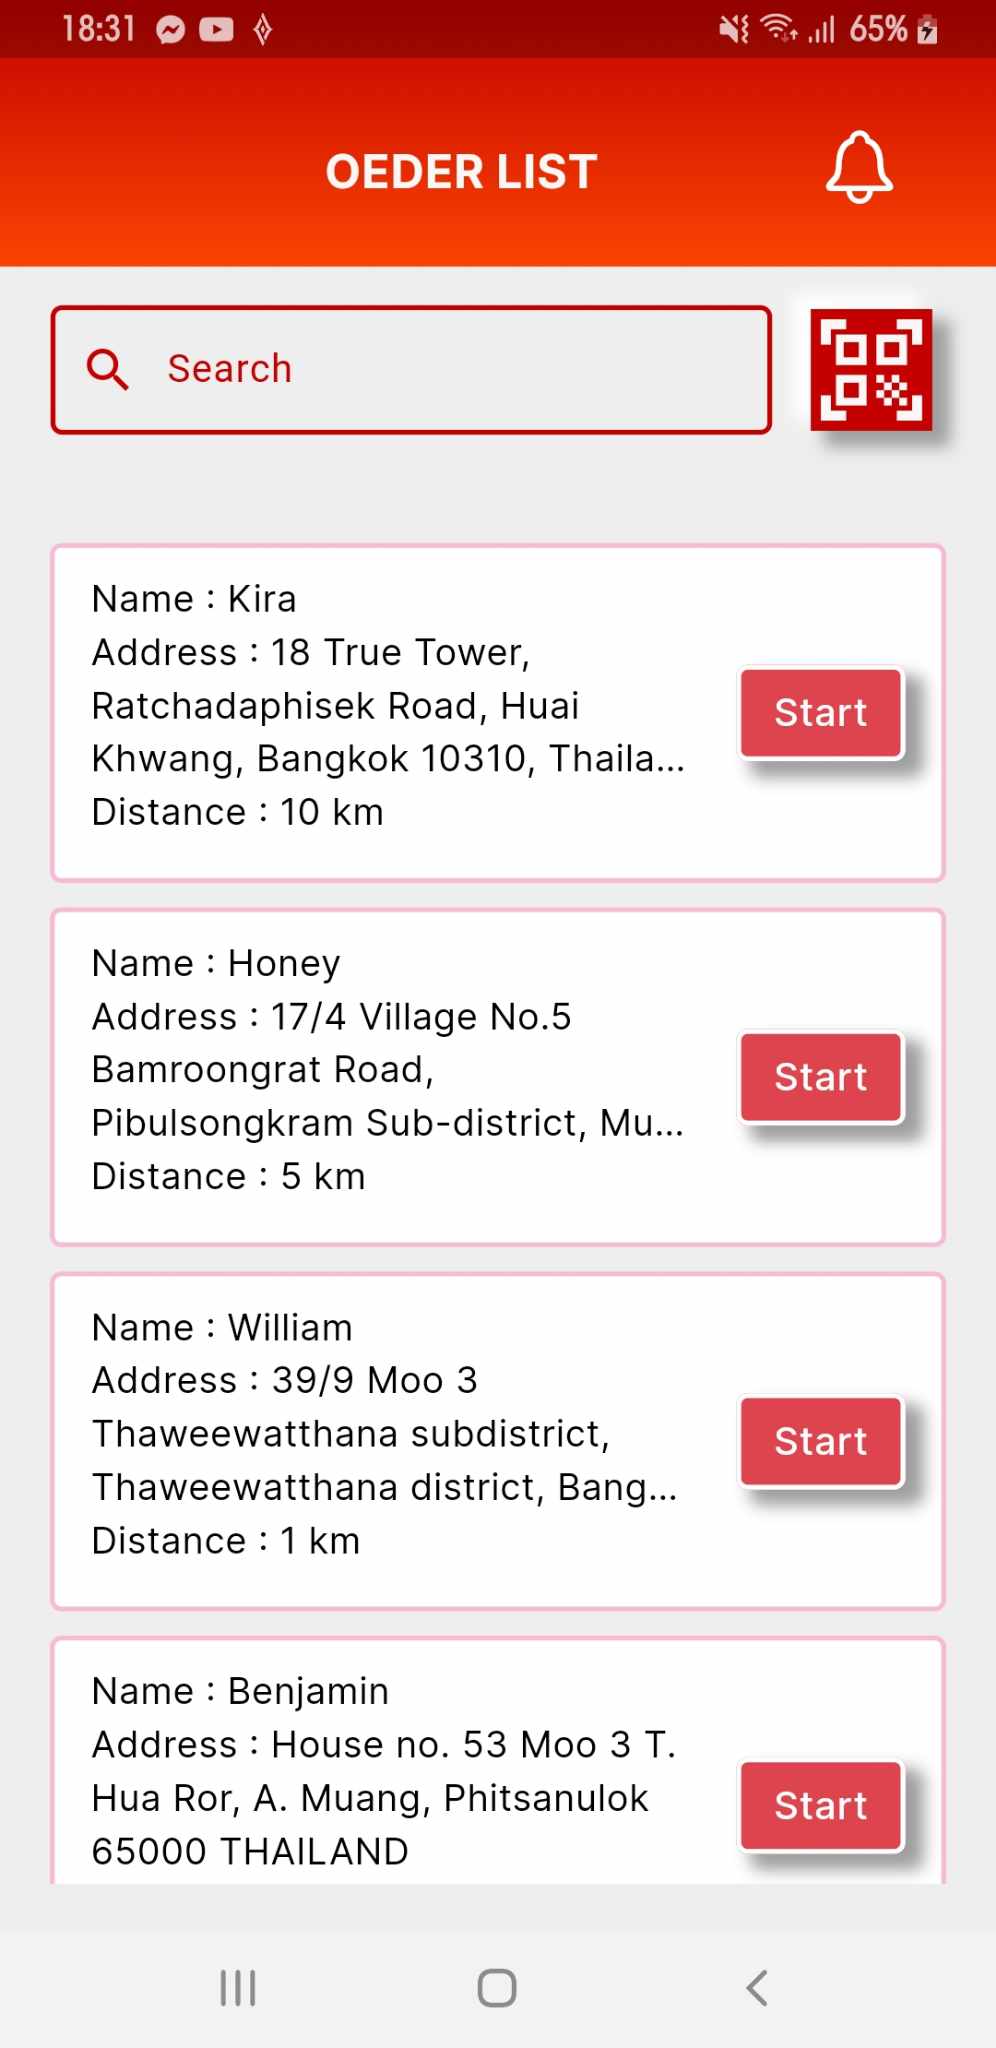 18:31 65%
OEDER LIST
Search
Name : Kira
Address : 18 True Tower,
Ratchadaphisek Road, Huai
Khwang, Bangkok 10310, Thaila...
Distance : 10 km
Start
Name : Honey
Address : 17/4 Village No.5
Bamroongrat Road,
Pibulsongkram Sub-district, Mu...
Distance : 5 km
Start
Name : William
Address : 39/9 Moo 3
Thaweewatthana subdistrict,
Thaweewatthana district, Bang...
Distance : 1 km
Start
Name : Benjamin
Address : House no. 53 Moo 3 T.
Hua Ror, A. Muang, Phitsanulok
65000 THAILAND
Start